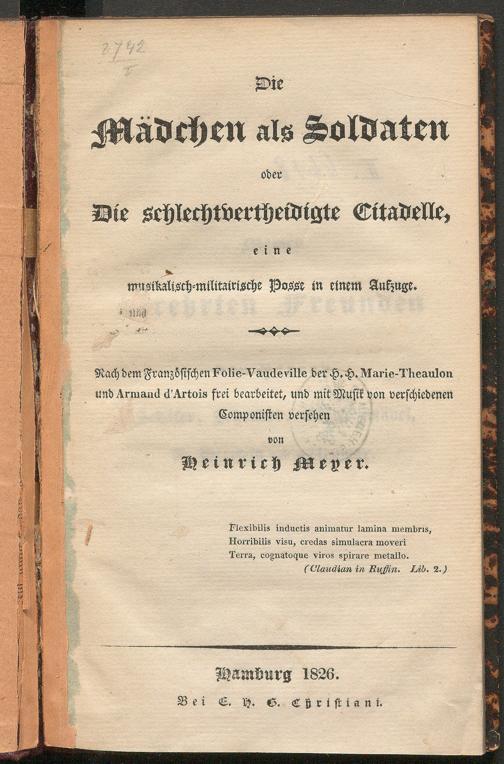 2742
I
Die
Mädchen als Soldaten
oder
Die schlechtvertheidigte Citadelle,
eine
musikalisch-militairische Posse in einem Aufzuge.
Nach dem Französischen Folie-Vaudeville der H. H. Marie-Theaulon
und Armand d'Artois frei bearbeitet, und mit Musik von verschiedenen
Componisten versehen
von
Heinrich Meyer.
Flexibilis inductis animatur lamina membris,
Horribilis visu, credas simulacra moveri
Terra, cognatoque viros spirare metallo.
(Claudian in Ruffin. Lib. 2.)
Hamburg 1826.
Bei E. H. G. Christiani.